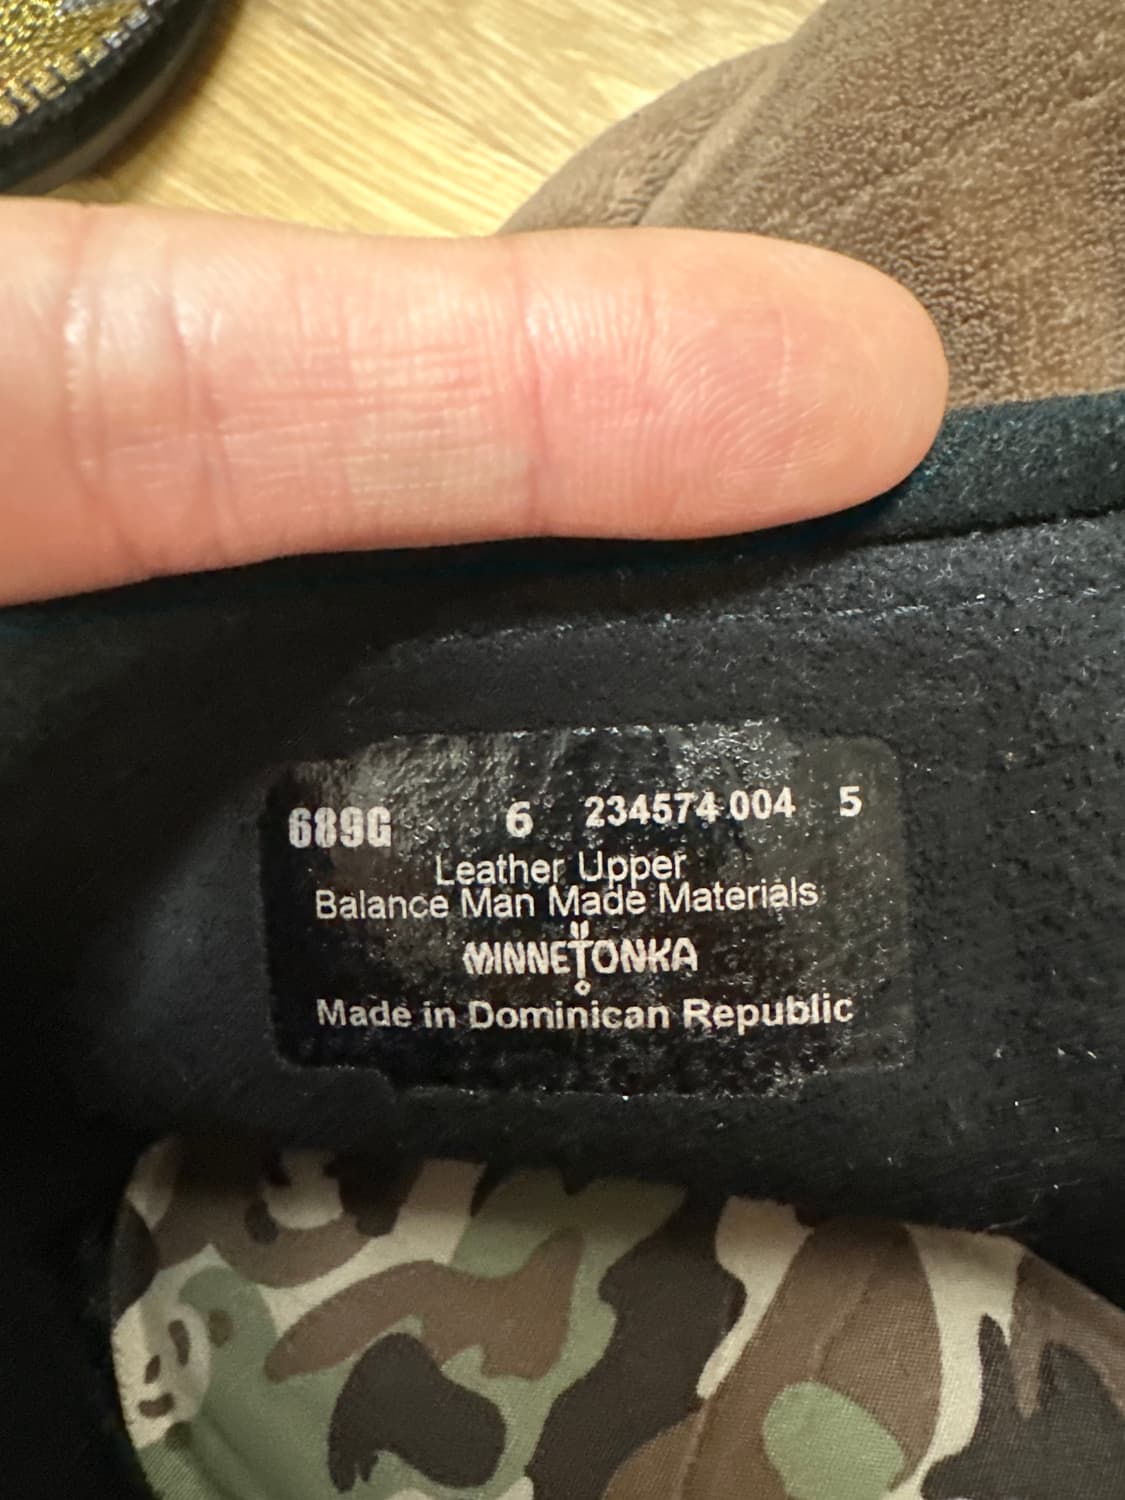 689G 6 234574 004 5
Leather Upper
Balance Man Made Materials
MINNETONKA
Made in Dominican Republic